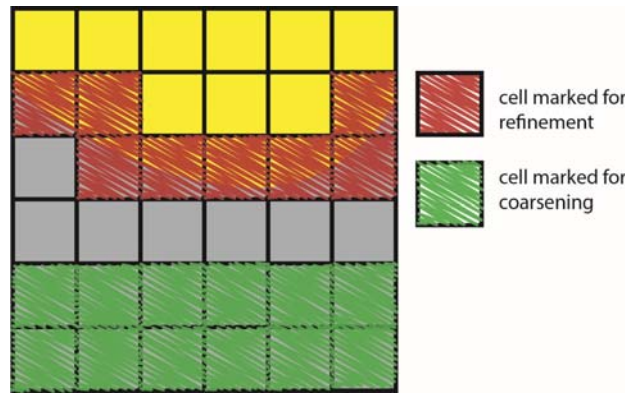 cell marked for
refinement
cell marked for
coarsening